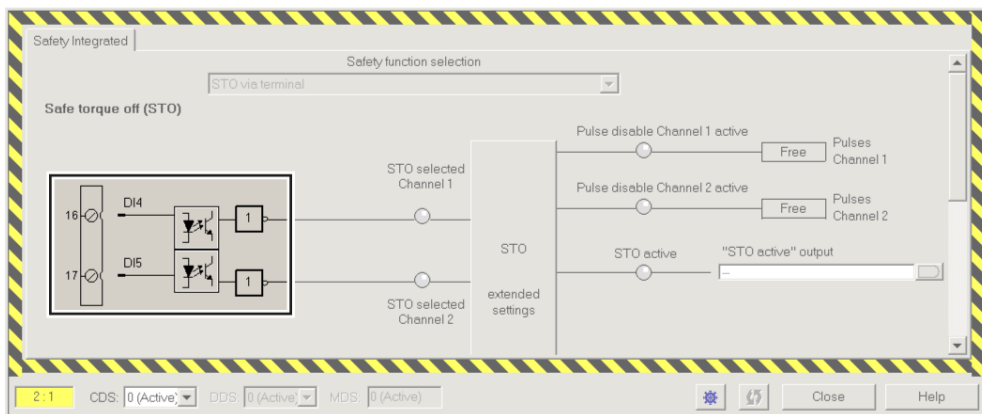 Safety Integrated
Safety function selection
STO via terminal
Safe torque off (STO)
Pulse disable Channel 1 active
Free
Pulses
Channel 1
STO selected
Channel 1
Pulse disable Channel 2 active
Free
Pulses
Channel 2
16
DI4
1
STO
STO active
"STO active" output
...
17
DI5
1
extended
settings
STO selected
Channel 2
2 : 1
CDS: 0 (Active)
DDS: 0 (Active)
MDS: 0 (Active)
Close
Help